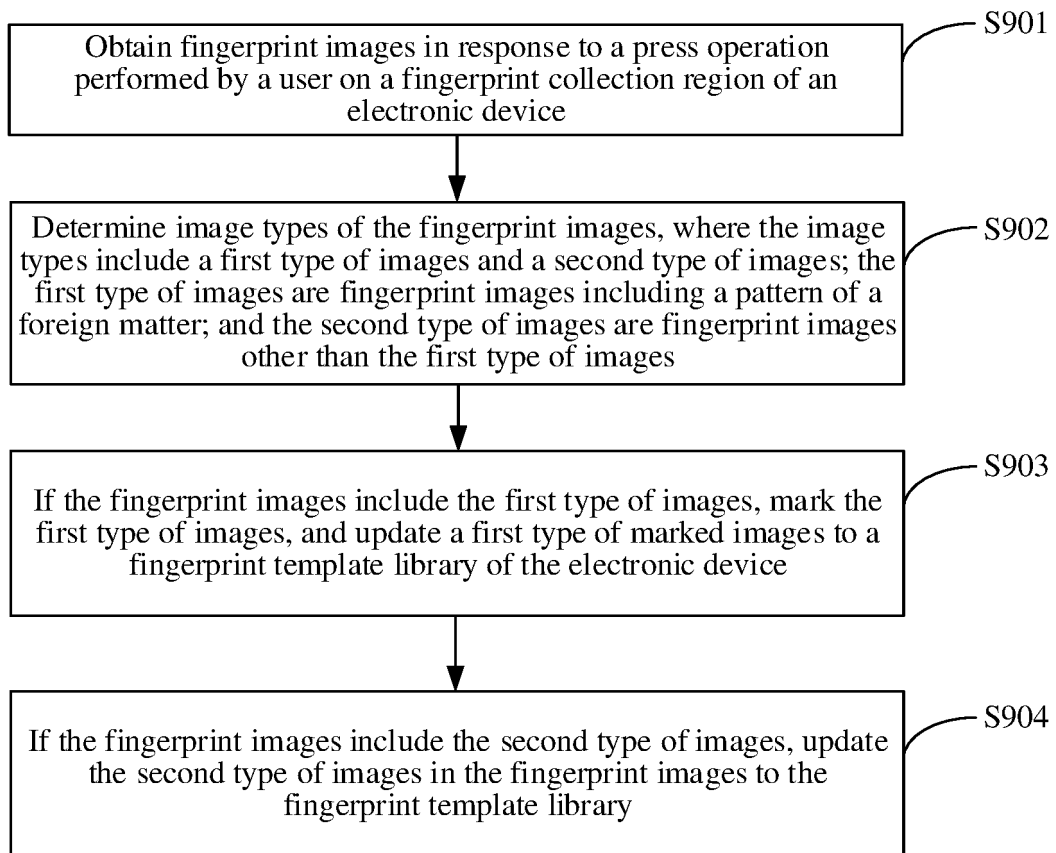 S901
Obtain fingerprint images in response to a press operation
performed by a user on a fingerprint collection region of an
electronic device
S902
Determine image types of the fingerprint images, where the image
types include a first type of images and a second type of images; the
first type of images are fingerprint images including a pattern of a
foreign matter; and the second type of images are fingerprint images
other than the first type of images
S903
If the fingerprint images include the first type of images, mark the
first type of images, and update a first type of marked images to a
fingerprint template library of the electronic device
S904
If the fingerprint images include the second type of images, update
the second type of images in the fingerprint images to the
fingerprint template library